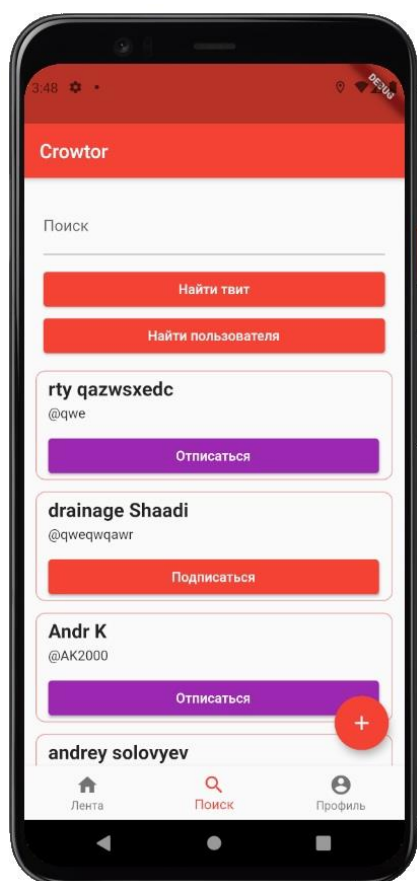 3:48
DEBUG
Crowtor
Поиск
Найти твит
Найти пользователя
rty qazwsxedc
@qwe
Отписаться
drainage Shaadi
@qweqwqawr
Подписаться
Andr K
@AK2000
Отписаться
+
andrey solovyev
Лента
Поиск
Профиль